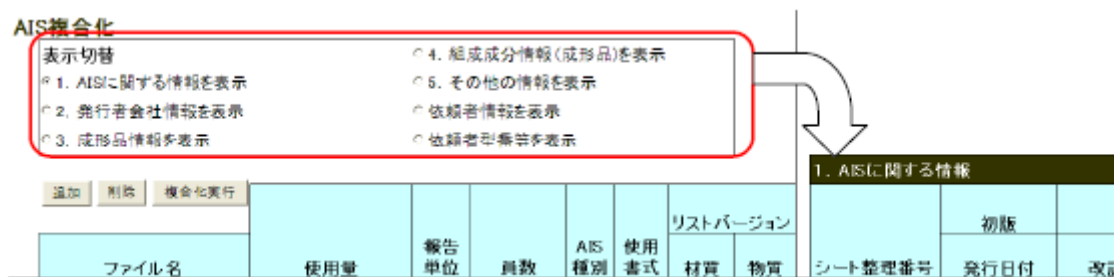 AIS複合化
表示切替
1. AISに関する情報を表示
2. 発行者会社情報を表示
3. 成形品情報を表示
4. 組成成分情報(成形品)を表示
5. その他の情報を表示
依頼者情報を表示
依頼者型番等を表示
追加 削除 複合化実行
ファイル名
使用量
報告
単位
員数
AIS
種別
使用
書式
リストバージョン
材質 物質
1. AISに関する情報
シート整理番号
初版
発行日付